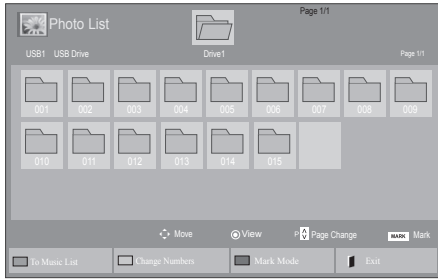 Photo List
Page 1/1
USB1 USB Drive
Drive1
Page 1/1
001 002 003 004 005 006 007 008 009
010 011 012 013 014 015
Move View P. Page Change MARK Mark
To Music List Change Numbers Mark Mode Exit